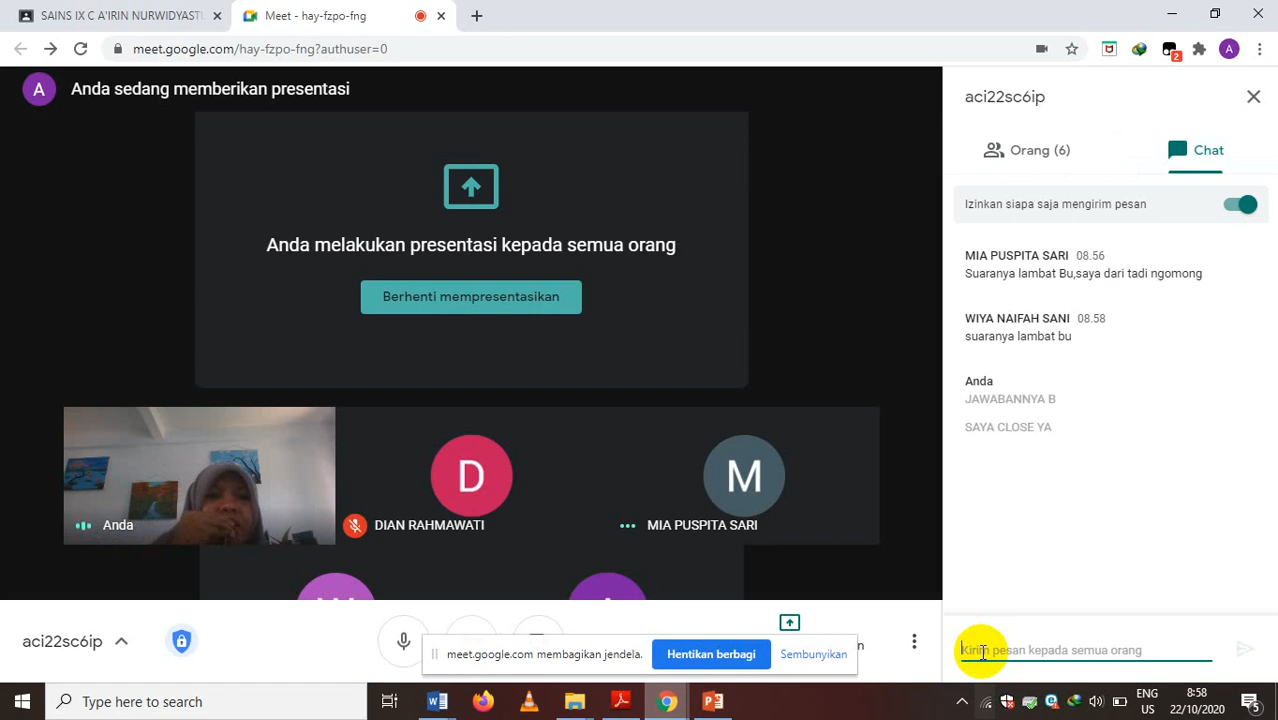 SAINS IX C A'IRIN NURWIDYASTU
Meet - hay-fzpo-fng
meet.google.com/hay-fzpo-fng?authuser=0
2
A
A
Anda sedang memberikan presentasi
Anda melakukan presentasi kepada semua orang
Berhenti mempresentasikan
Anda
D
DIAN RAHMAWATI
M
MIA PUSPITA SARI
aci22sc6ip
Orang (6)
Chat
Izinkan siapa saja mengirim pesan
MIA PUSPITA SARI 08.56
Suaranya lambat Bu,saya dari tadi ngomong
WIYA NAIFAH SANI 08.58
suaranya lambat bu
Anda
JAWABANNYA B
SAYA CLOSE YA
Kirim pesan kepada semua orang
aci22sc6ip
meet.google.com membagikan jendela.
Hentikan berbagi
Sembunyikan
Type here to search
ENG
US
8:58
22/10/2020
5